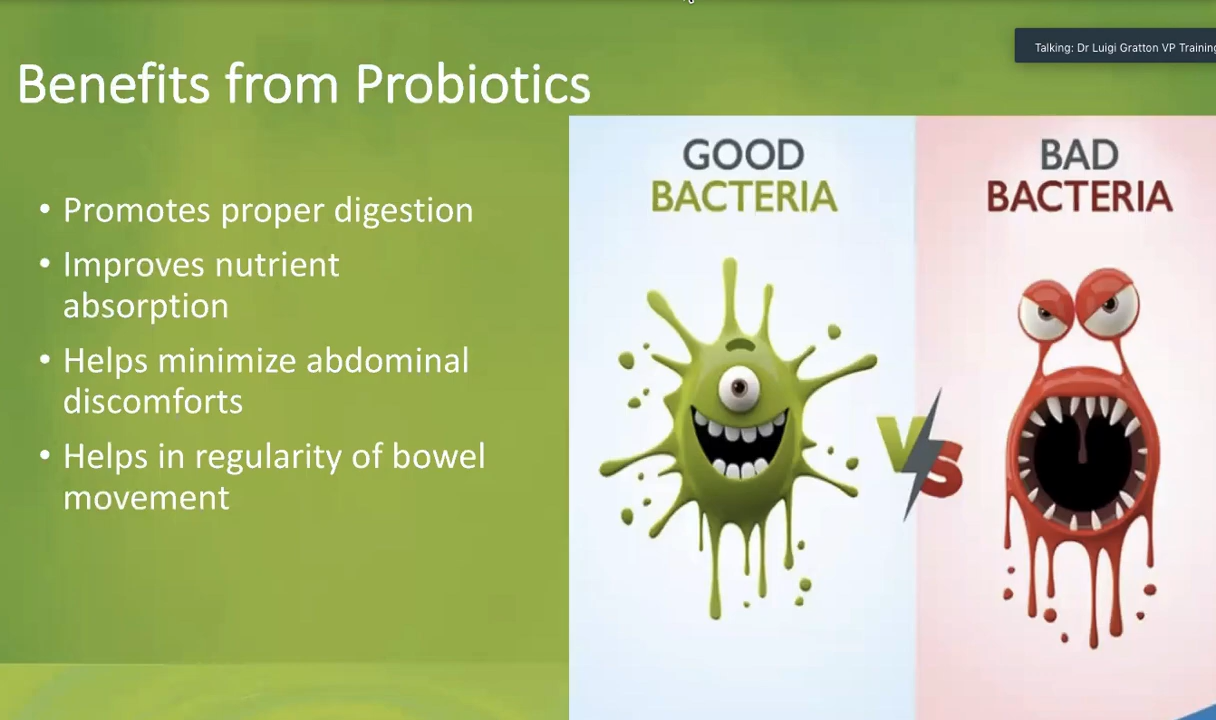 Talking: Dr Luigi Gratton VP Training
Benefits from Probiotics
• Promotes proper digestion
• Improves nutrient
absorption
• Helps minimize abdominal
discomforts
• Helps in regularity of bowel
movement
GOOD
BACTERIA
VS
BAD
BACTERIA